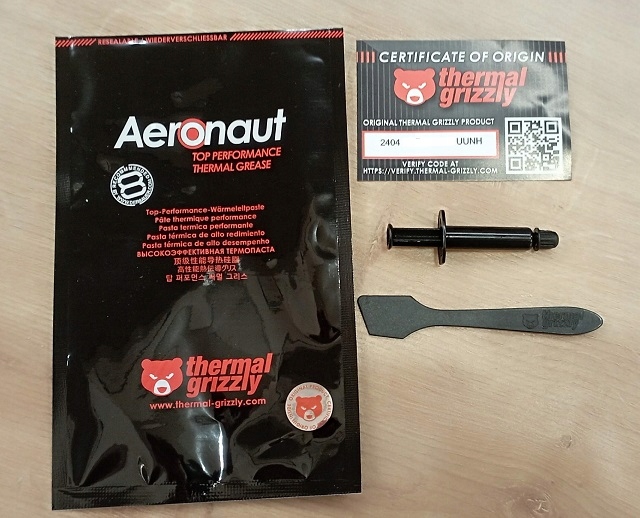 RESEALABLE / WIEDERVERSCHLIESSBAR
Aeronaut
TOP PERFORMANCE
THERMAL GREASE
Top-Performance-Wärmeleitpaste
Pâte thermique performance
Pasta termica performante
Pasta térmica de alto redimiento
Pasta térmica de alto desempenho
ВЫСОКОЭФФЕКТИВНАЯ ТЕРМОПАСТА
顶级性能导热硅脂
高性能熱伝導グリス
탑 퍼포먼스 써멀 그리스
thermal
grizzly
www.thermal-grizzly.com
CERTIFICATE OF ORIGIN
thermal
grizzly
ORIGINAL THERMAL GRIZZLY PRODUCT
2404 UUNH
VERIFY CODE AT
HTTPS://VERIFY.THERMAL-GRIZZLY.COM
thermal
grizzly